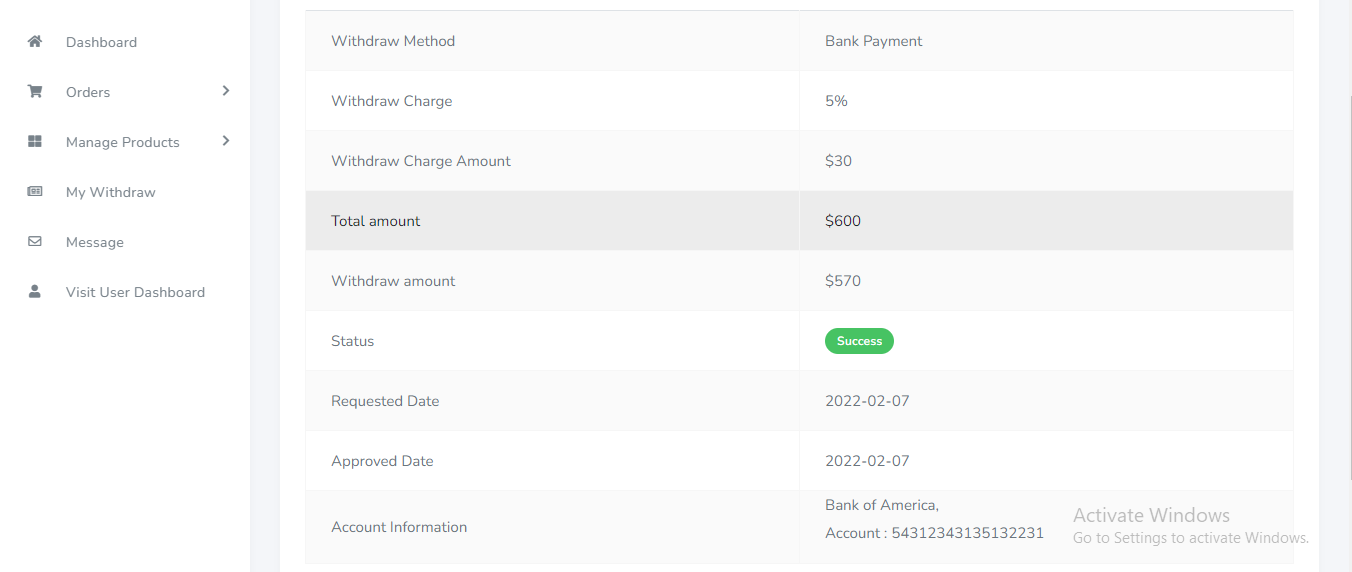 Dashboard
Orders
Manage Products
My Withdraw
Message
Visit User Dashboard
Withdraw Method Bank Payment
Withdraw Charge 5%
Withdraw Charge Amount $30
Total amount $600
Withdraw amount $570
Status Success
Requested Date 2022-02-07
Approved Date 2022-02-07
Account Information Bank of America,
Account : 54312343135132231
Activate Windows
Go to Settings to activate Windows.